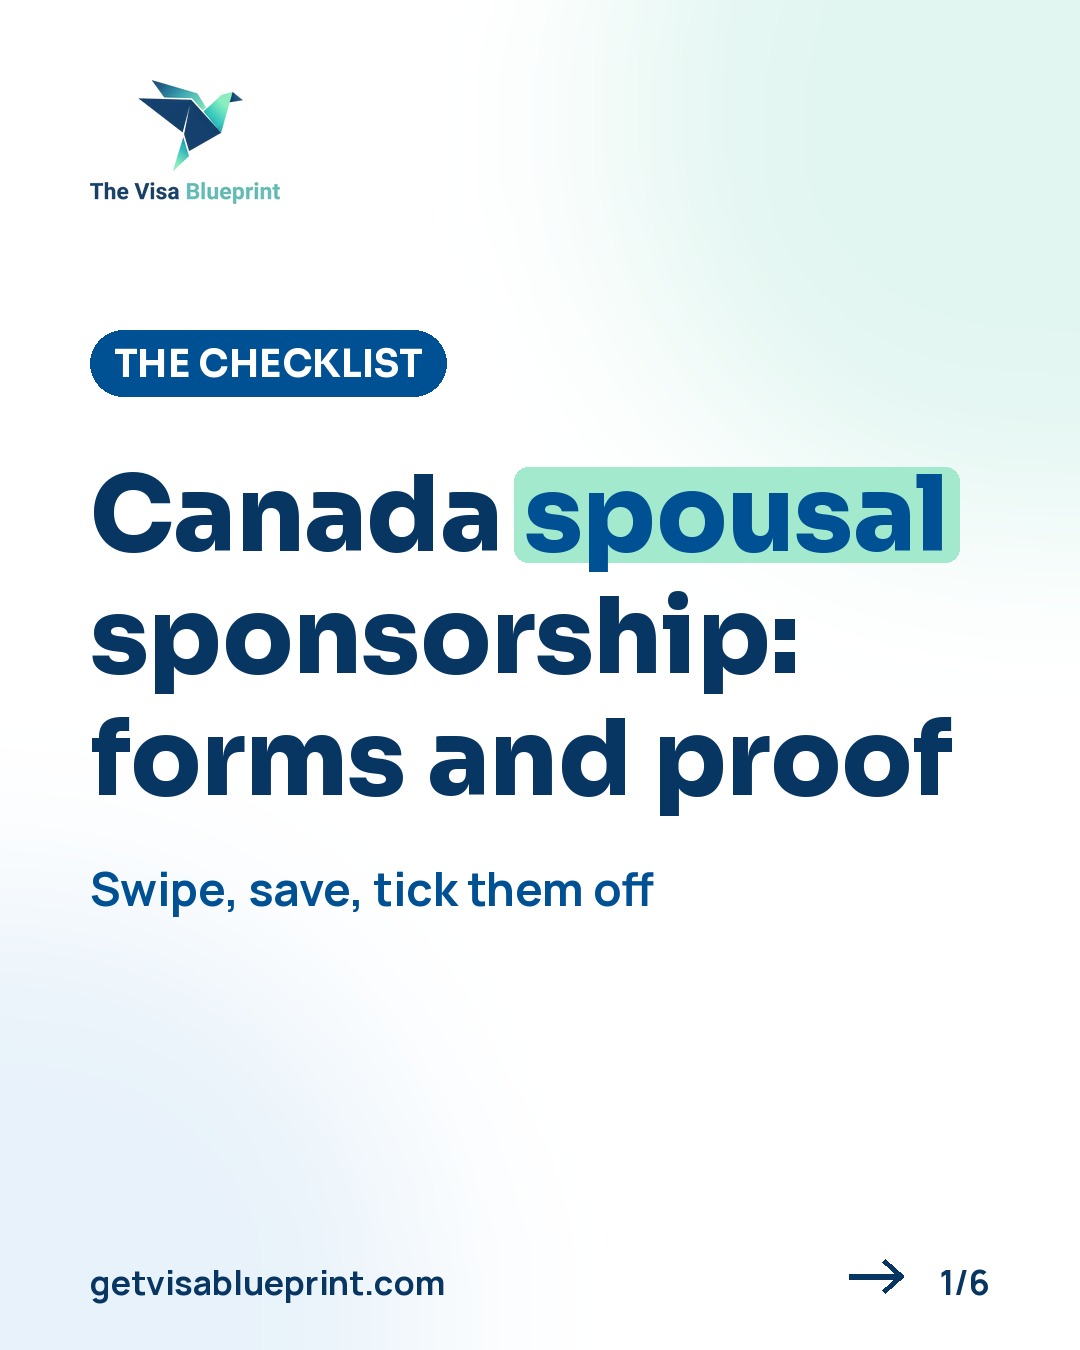 The Visa Blueprint
THE CHECKLIST
Canada spousal
sponsorship:
forms and proof
Swipe, save, tick them off
getvisablueprint.com
→ 1/6